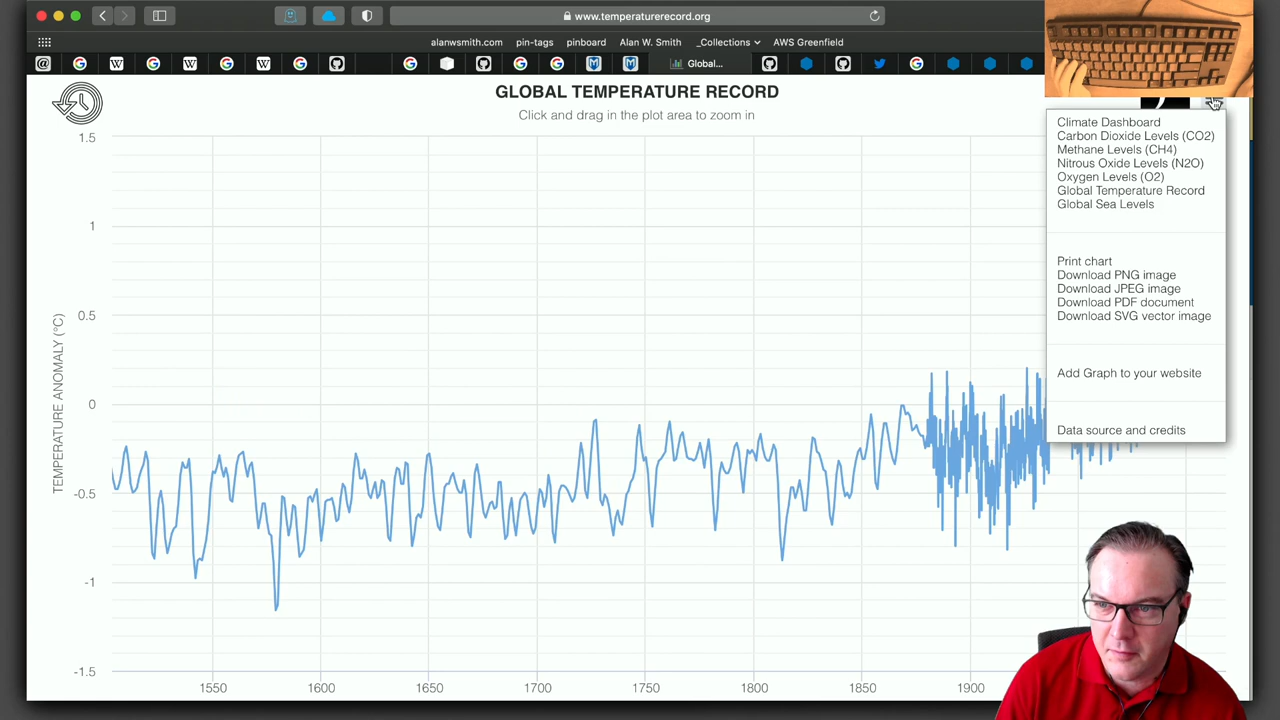 www.temperaturerecord.org
alanwsmith.com pin-tags pinboard Alan W. Smith _Collections AWS Greenfield
Global...
GLOBAL TEMPERATURE RECORD
Click and drag in the plot area to zoom in
Climate Dashboard
Carbon Dioxide Levels (CO2)
Methane Levels (CH4)
Nitrous Oxide Levels (N2O)
Oxygen Levels (O2)
Global Temperature Record
Global Sea Levels
Print chart
Download PNG image
Download JPEG image
Download PDF document
Download SVG vector image
Add Graph to your website
Data source and credits
TEMPERATURE ANOMALY (°C)
1.5
1
0.5
0
-0.5
-1
-1.5
1550 1600 1650 1700 1750 1800 1850 1900